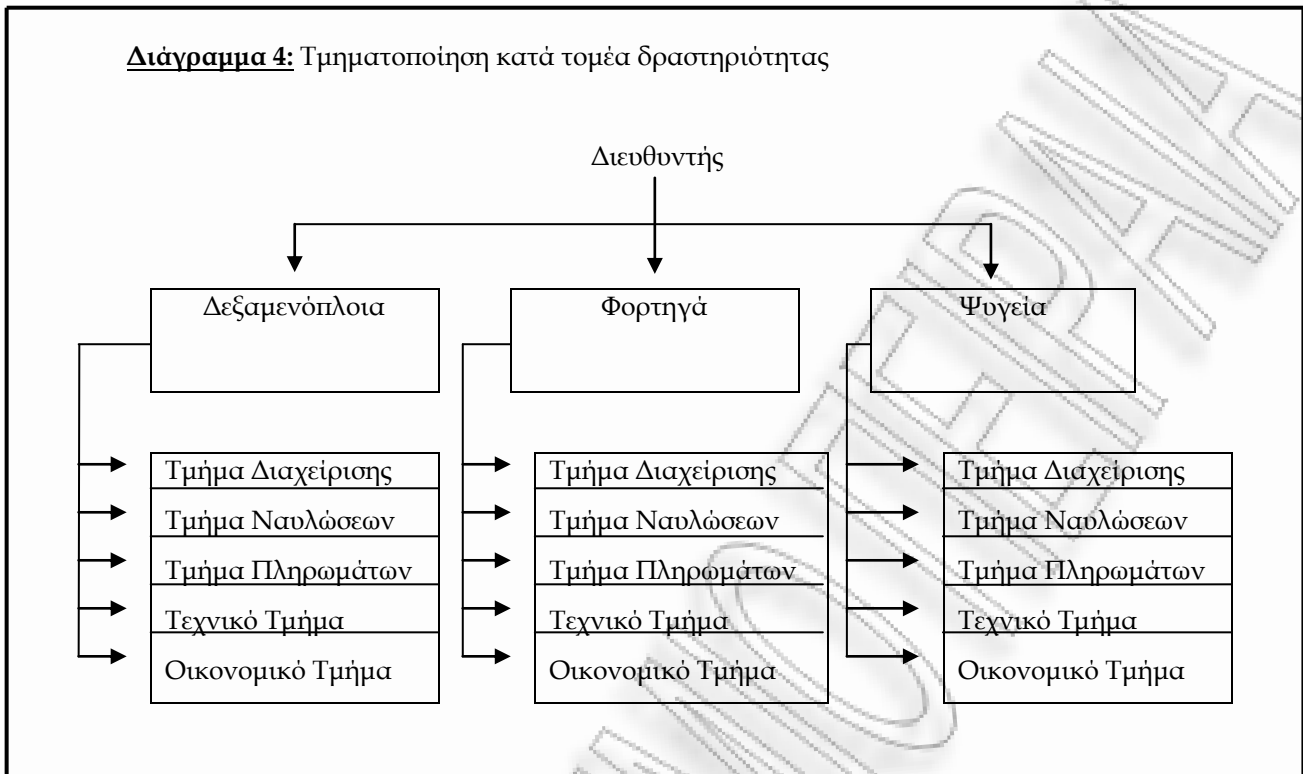 Διάγραμμα 4: Τμηματοποίηση κατά τομέα δραστηριότητας
Διευθυντής
Δεξαμενόπλοια
Φορτηγά
Ψυγεία
Τμήμα Διαχείρισης
Τμήμα Ναυλώσεων
Τμήμα Πληρωμάτων
Τεχνικό Τμήμα
Οικονομικό Τμήμα
Τμήμα Διαχείρισης
Τμήμα Ναυλώσεων
Τμήμα Πληρωμάτων
Τεχνικό Τμήμα
Οικονομικό Τμήμα
Τμήμα Διαχείρισης
Τμήμα Ναυλώσεων
Τμήμα Πληρωμάτων
Τεχνικό Τμήμα
Οικονομικό Τμήμα